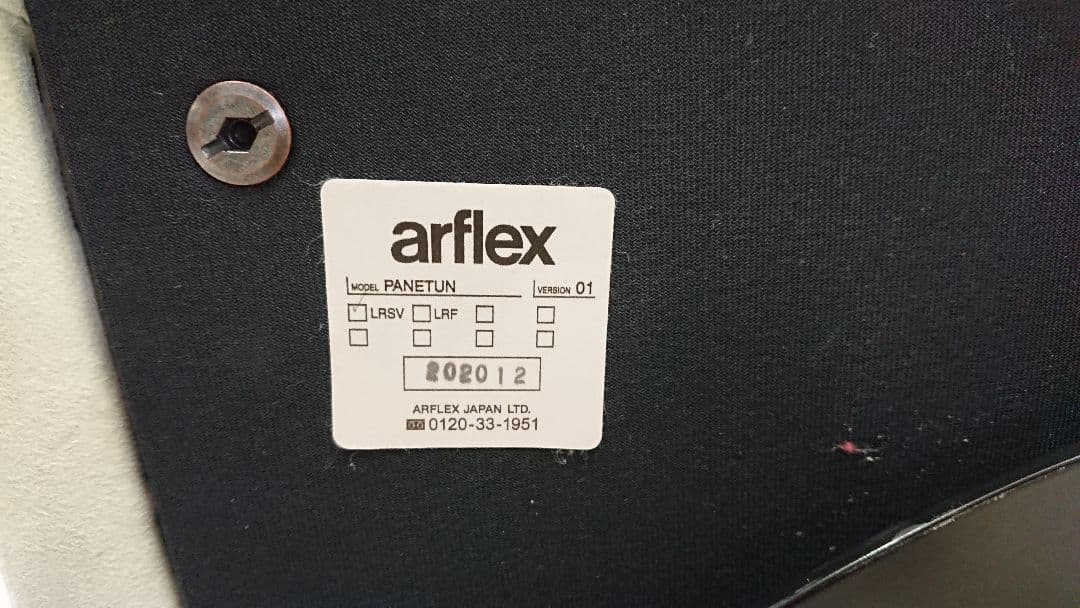 arflex
MODEL PANETUN VERSION 01
LRSV LRF
202012
ARFLEX JAPAN LTD.
0120-33-1951